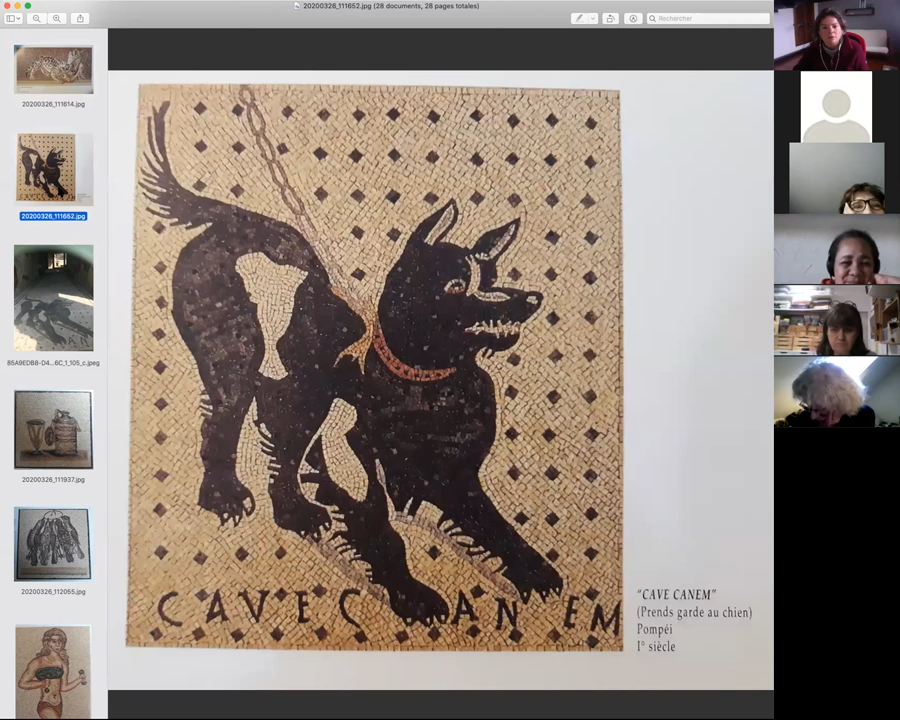 20200326_111652.jpg (28 documents, 28 pages totales)
Rechercher
20200326_111614.jpg
20200326_111652.jpg
85A9EDB8-D4...6C_1_105_c.jpeg
20200326_111937.jpg
20200326_112055.jpg
CAVE CANEM
"CAVE CANEM"
(Prends garde au chien)
Pompéi
I° siècle